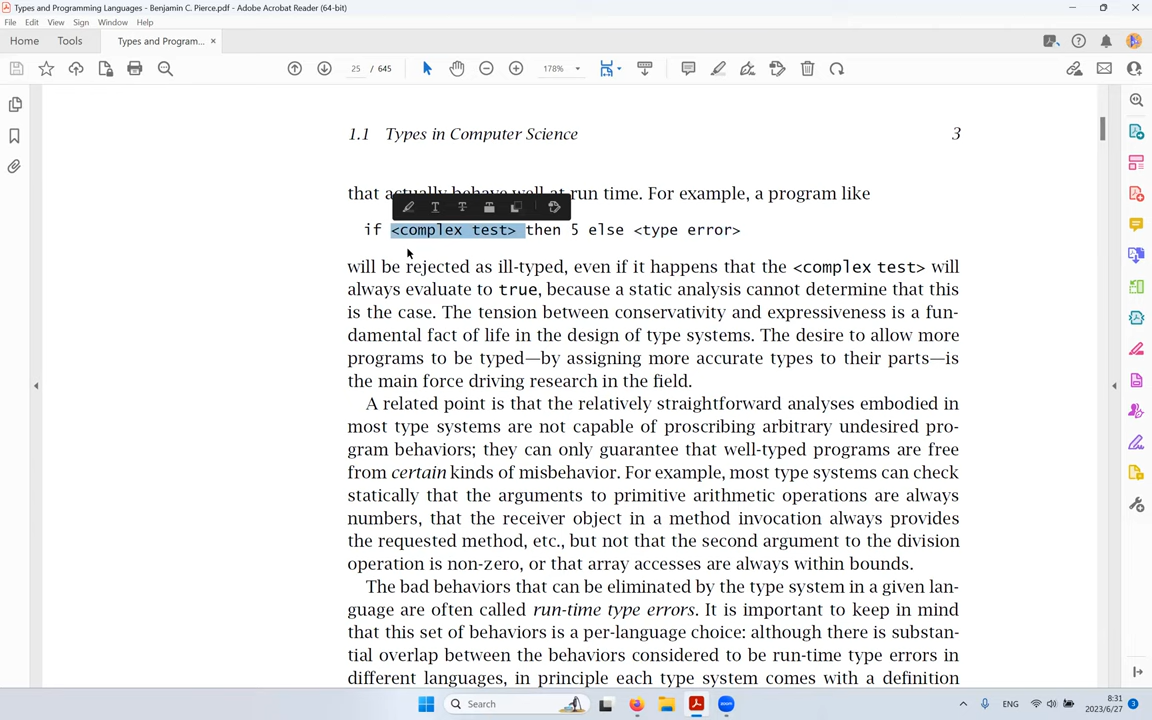 Types and Programming Languages - Benjamin C. Pierce.pdf - Adobe Acrobat Reader (64-bit)
File Edit View Sign Window Help
Home Tools Types and Program... ×
25 / 645 178%
1.1 Types in Computer Science 3
that actually behave well at run time. For example, a program like
if <complex test> then 5 else <type error>
will be rejected as ill-typed, even if it happens that the <complex test> will
always evaluate to true, because a static analysis cannot determine that this
is the case. The tension between conservativity and expressiveness is a fun-
damental fact of life in the design of type systems. The desire to allow more
programs to be typed—by assigning more accurate types to their parts—is
the main force driving research in the field.
A related point is that the relatively straightforward analyses embodied in
most type systems are not capable of proscribing arbitrary undesired pro-
gram behaviors; they can only guarantee that well-typed programs are free
from certain kinds of misbehavior. For example, most type systems can check
statically that the arguments to primitive arithmetic operations are always
numbers, that the receiver object in a method invocation always provides
the requested method, etc., but not that the second argument to the division
operation is non-zero, or that array accesses are always within bounds.
The bad behaviors that can be eliminated by the type system in a given lan-
guage are often called run-time type errors. It is important to keep in mind
that this set of behaviors is a per-language choice: although there is substan-
tial overlap between the behaviors considered to be run-time type errors in
different languages, in principle each type system comes with a definition
Search
zoom
ENG
8:31
2023/6/27
3